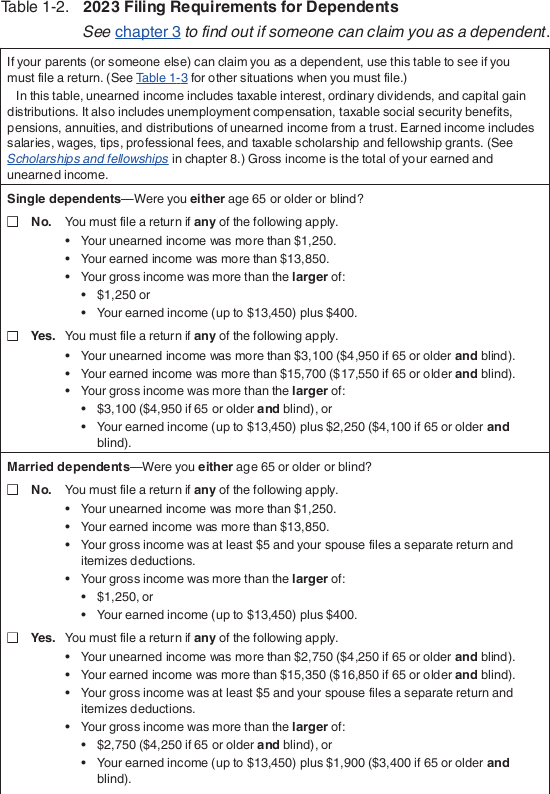 Table 1-2. 2023 Filing Requirements for Dependents
See chapter 3 to find out if someone can claim you as a dependent.
If your parents (or someone else) can claim you as a dependent, use this table to see if you
must file a return. (See Table 1-3 for other situations when you must file.)
In this table, unearned income includes taxable interest, ordinary dividends, and capital gain
distributions. It also includes unemployment compensation, taxable social security benefits,
pensions, annuities, and distributions of unearned income from a trust. Earned income includes
salaries, wages, tips, professional fees, and taxable scholarship and fellowship grants. (See
Scholarships and fellowships in chapter 8.) Gross income is the total of your earned and
unearned income.
Single dependents—Were you either age 65 or older or blind?
☐ No. You must file a return if any of the following apply.
• Your unearned income was more than $1,250.
• Your earned income was more than $13,850.
• Your gross income was more than the larger of:
• $1,250 or
• Your earned income (up to $13,450) plus $400.
☐ Yes. You must file a return if any of the following apply.
• Your unearned income was more than $3,100 ($4,950 if 65 or older and blind).
• Your earned income was more than $15,700 ($17,550 if 65 or older and blind).
• Your gross income was more than the larger of:
• $3,100 ($4,950 if 65 or older and blind), or
• Your earned income (up to $13,450) plus $2,250 ($4,100 if 65 or older and
blind).
Married dependents—Were you either age 65 or older or blind?
☐ No. You must file a return if any of the following apply.
• Your unearned income was more than $1,250.
• Your earned income was more than $13,850.
• Your gross income was at least $5 and your spouse files a separate return and
itemizes deductions.
• Your gross income was more than the larger of:
• $1,250, or
• Your earned income (up to $13,450) plus $400.
☐ Yes. You must file a return if any of the following apply.
• Your unearned income was more than $2,750 ($4,250 if 65 or older and blind).
• Your earned income was more than $15,350 ($16,850 if 65 or older and blind).
• Your gross income was at least $5 and your spouse files a separate return and
itemizes deductions.
• Your gross income was more than the larger of:
• $2,750 ($4,250 if 65 or older and blind), or
• Your earned income (up to $13,450) plus $1,900 ($3,400 if 65 or older and
blind).